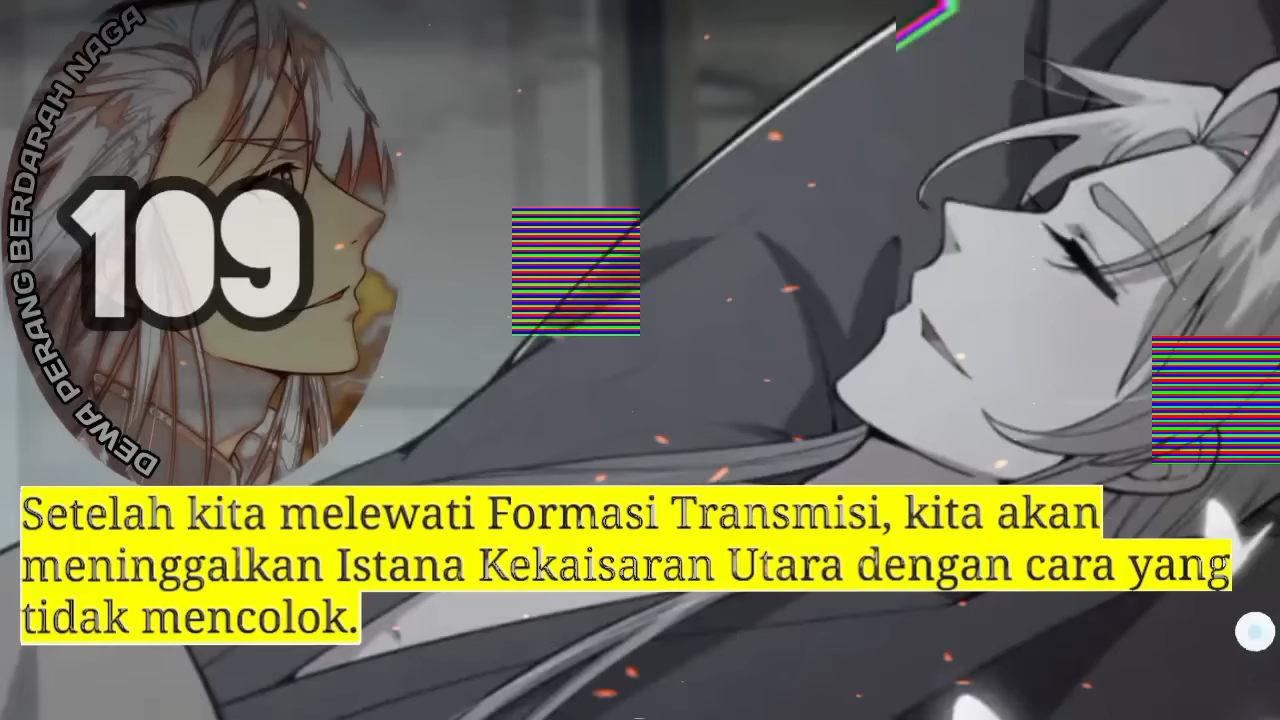 DEWA PERANG BERDARAH NAGA
109
Setelah kita melewati Formasi Transmisi, kita akan
meninggalkan Istana Kekaisaran Utara dengan cara yang
tidak mencolok.